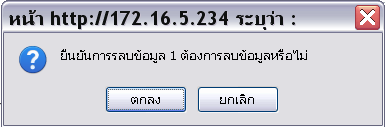 หน้า http://172.16.5.234 ระบุว่า :
ยืนยันการรลบข้อมูล 1 ต้องการลบข้อมูลหรือไม่
ตกลง
ยกเลิก